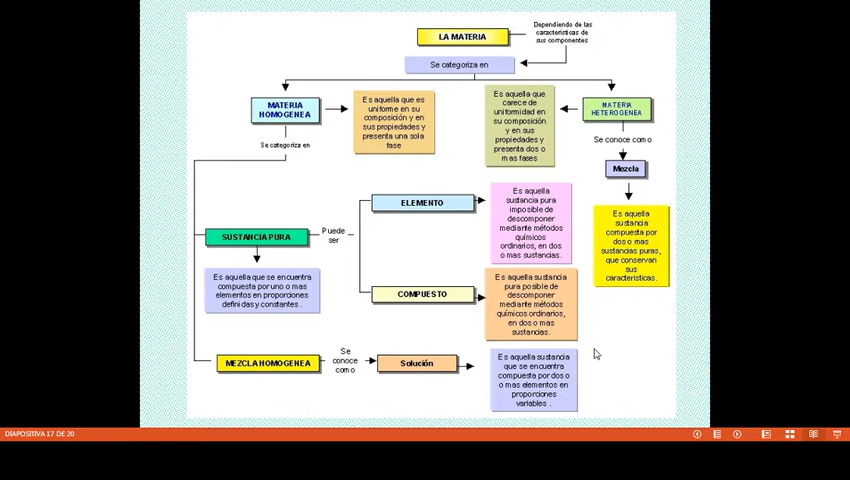 LA MATERIA
Dependiendo de las
características de
sus componentes
Se categoriza en
MATERIA
HOMOGENEA
Es aquella que es
uniforme en su
composición y en
sus propiedades y
presenta una sola
fase
Es aquella que
carece de
uniformidad en
su composición
y en sus
propiedades y
presenta dos o
mas fases
MATERIA
HETEROGENEA
Se categoriza en
Se conoce como
Mezcla
Es aquella
sustancia
compuesta por
dos o mas
sustancias puras,
que conservan
sus
características.
SUSTANCIA PURA
Puede
ser
ELEMENTO
Es aquella
sustancia pura
imposible de
descomponer
mediante métodos
químicos
ordinarios, en dos
o mas sustancias.
Es aquella que se encuentra
compuesta por uno o mas
elementos en proporciones
definidas y constantes .
COMPUESTO
Es aquella sustancia
pura posible de
descomponer
mediante métodos
químicos ordinarios,
en dos o mas
sustancias.
MEZCLA HOMOGENEA
Se
conoce
como
Solución
Es aquella sustancia
que se encuentra
compuesta por dos o
o mas elementos en
proporciones
variables .
DIAPOSITIVA 17 DE 20